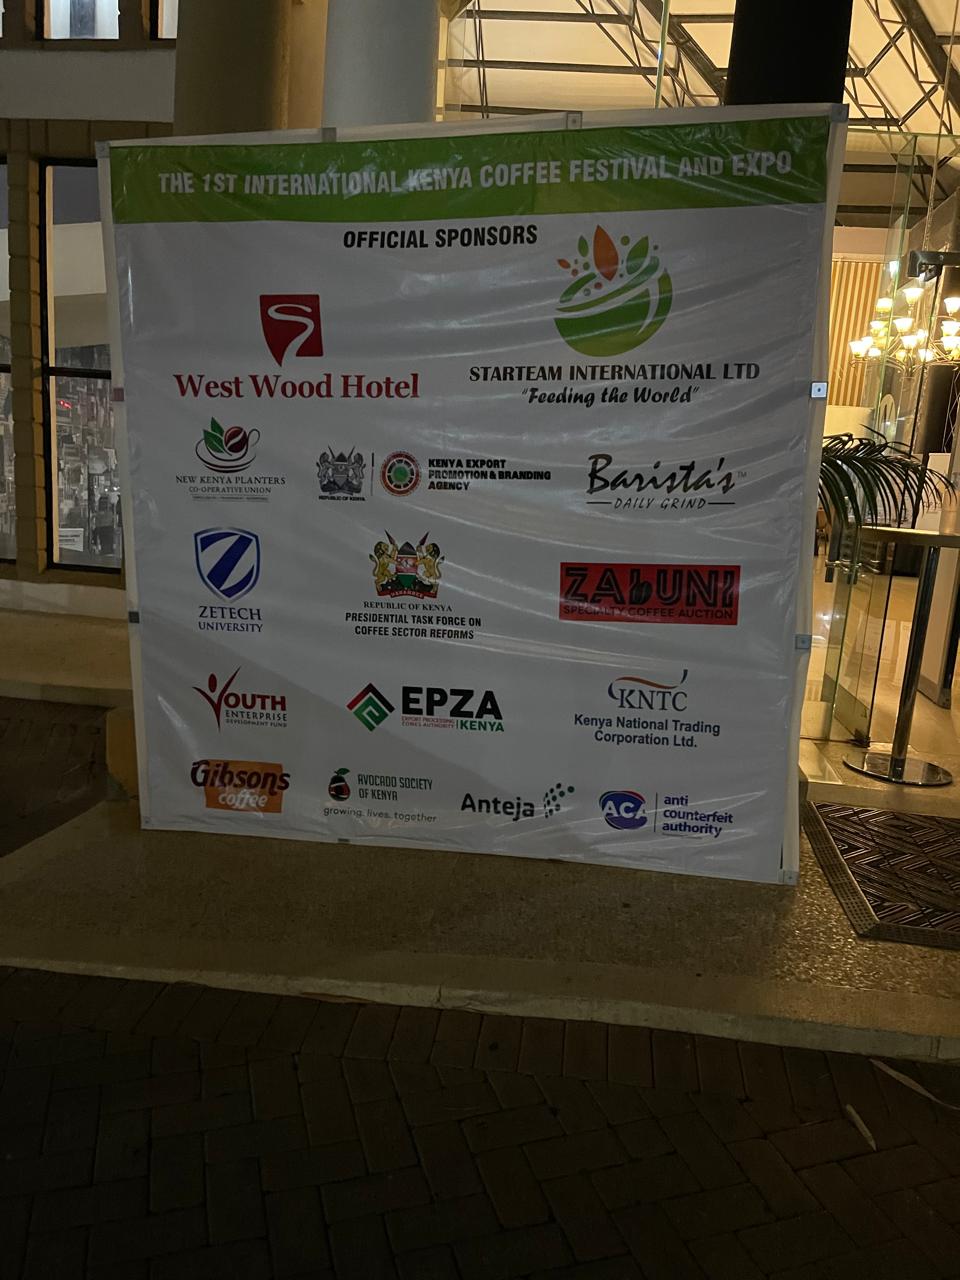 THE 1ST INTERNATIONAL KENYA COFFEE FESTIVAL AND EXPO
OFFICIAL SPONSORS
West Wood Hotel
STARTEAM INTERNATIONAL LTD
"Feeding the World"
NEW KENYA PLANTERS
CO-OPERATIVE UNION
REPUBLIC OF KENYA
KENYA EXPORT
PROMOTION & BRANDING
AGENCY
Barista's™
DAILY GRIND
ZETECH
UNIVERSITY
HARAMBEE
REPUBLIC OF KENYA
PRESIDENTIAL TASK FORCE ON
COFFEE SECTOR REFORMS
ZAbUNI
SPECIALTY COFFEE AUCTION
YOUTH
ENTERPRISE
DEVELOPMENT FUND
EPZA
EXPORT PROCESSING
ZONES AUTHORITY | KENYA
KNTC
Kenya National Trading
Corporation Ltd.
Gibsons
coffee
AVOCADO SOCIETY
OF KENYA
growing. lives. together
Anteja
ACA
anti
counterfeit
authority